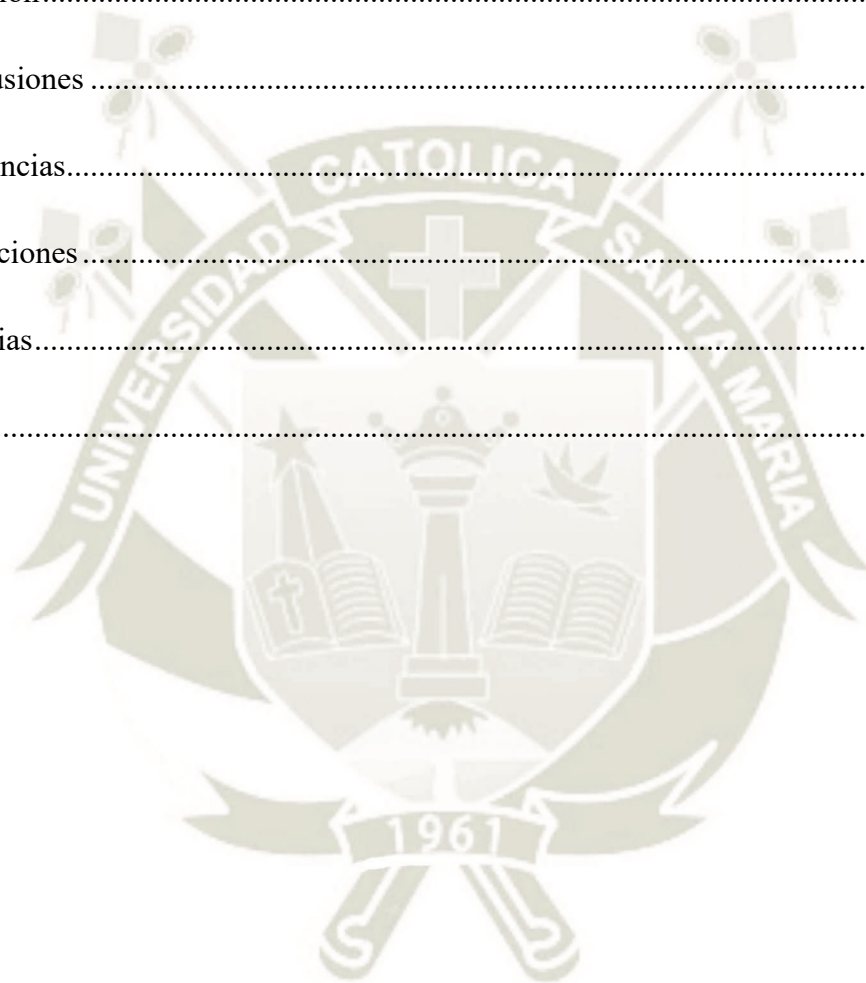 usiones ....................................................................................................
ncias.......................................................................................................
ciones .....................................................................................................
ias...........................................................................................................
...............................................................................................................
CATOLICA
UNIVERSIDAD
SANTA MARIA
1961